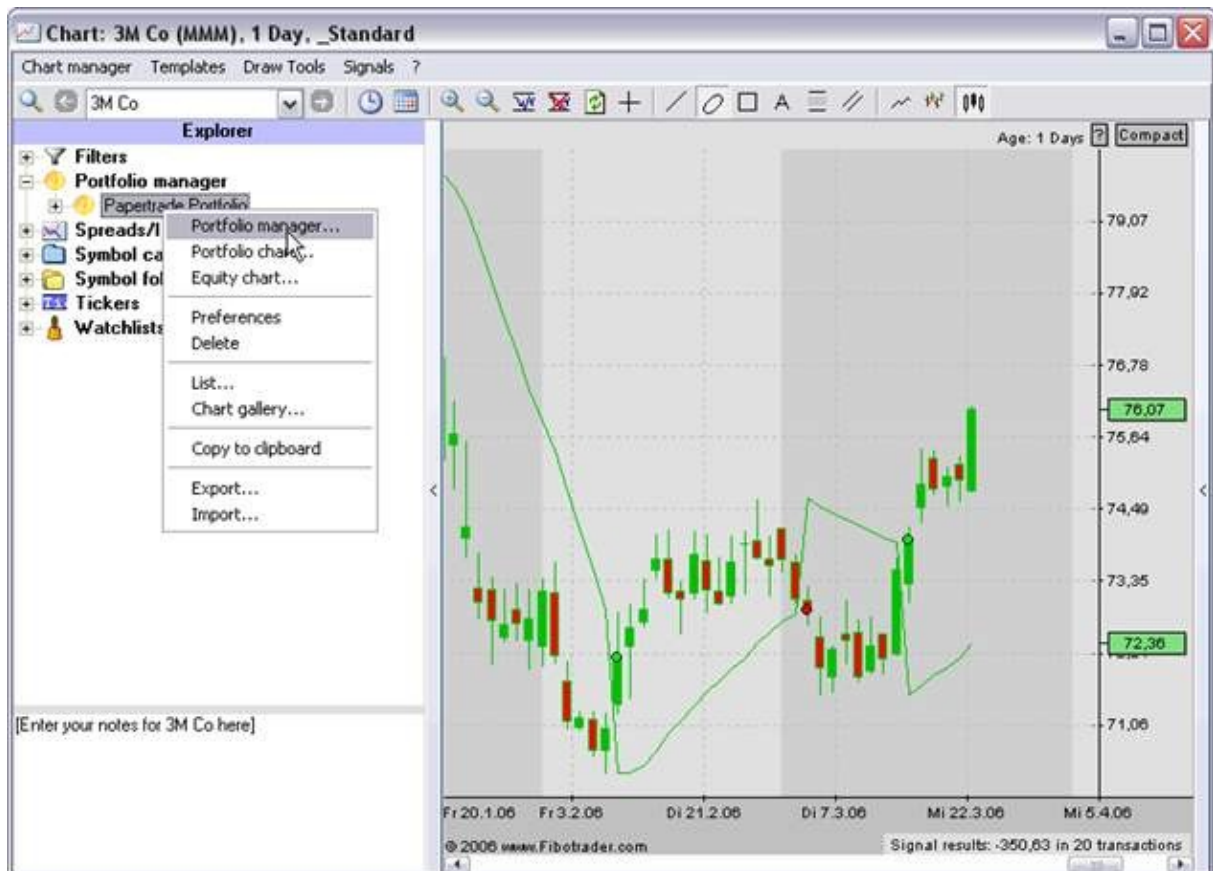 Chart: 3M Co (MMM), 1 Day, _Standard
Chart manager Templates Draw Tools Signals ?
3M Co
Explorer
Filters
Portfolio manager
Papertrade Portfolio
Spreads/I
Symbol ca
Symbol fol
Tickers
Watchlists
Portfolio manager...
Portfolio chart...
Equity chart...
Preferences
Delete
List...
Chart gallery...
Copy to clipboard
Export...
Import...
[Enter your notes for 3M Co here]
Age: 1 Days ? Compact
79,07
77,92
76,78
76,07
75,64
74,49
73,35
72,36
71,06
Fr 20.1.06 Fr 3.2.06 Di 21.2.06 Di 7.3.06 Mi 22.3.06 Mi 5.4.06
© 2006 www.Fibotrader.com
Signal results: -350,63 in 20 transactions